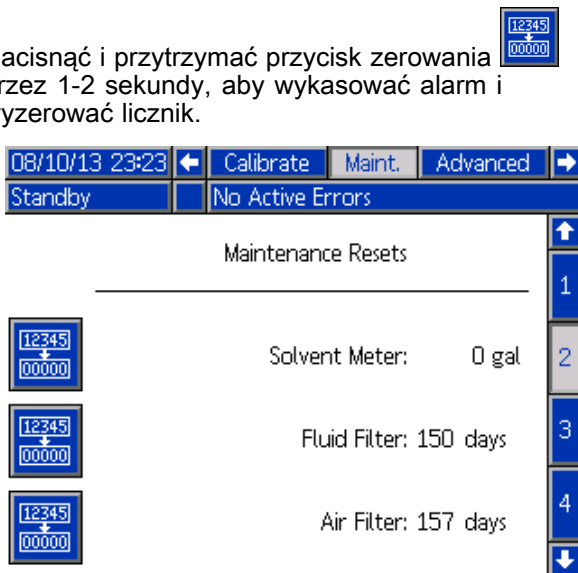 12345
00000
acisnąć i przytrzymać przycisk zerowania
rzez 1-2 sekundy, aby wykasować alarm i
yzerować licznik.
08/10/13 23:23 Calibrate Maint. Advanced
Standby No Active Errors
Maintenance Resets
1
12345
00000
Solvent Meter: 0 gal
2
12345
00000
Fluid Filter: 150 days
3
12345
00000
Air Filter: 157 days
4